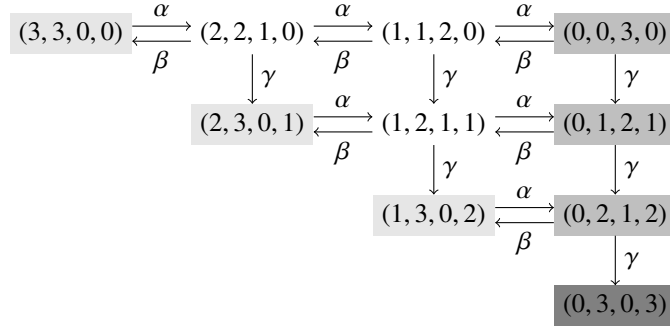 α α α
(3, 3, 0, 0) (2, 2, 1, 0) (1, 1, 2, 0) (0, 0, 3, 0)
β β β
γ γ γ
α α
(2, 3, 0, 1) (1, 2, 1, 1) (0, 1, 2, 1)
β β
γ γ
α
(1, 3, 0, 2) (0, 2, 1, 2)
β
γ
(0, 3, 0, 3)